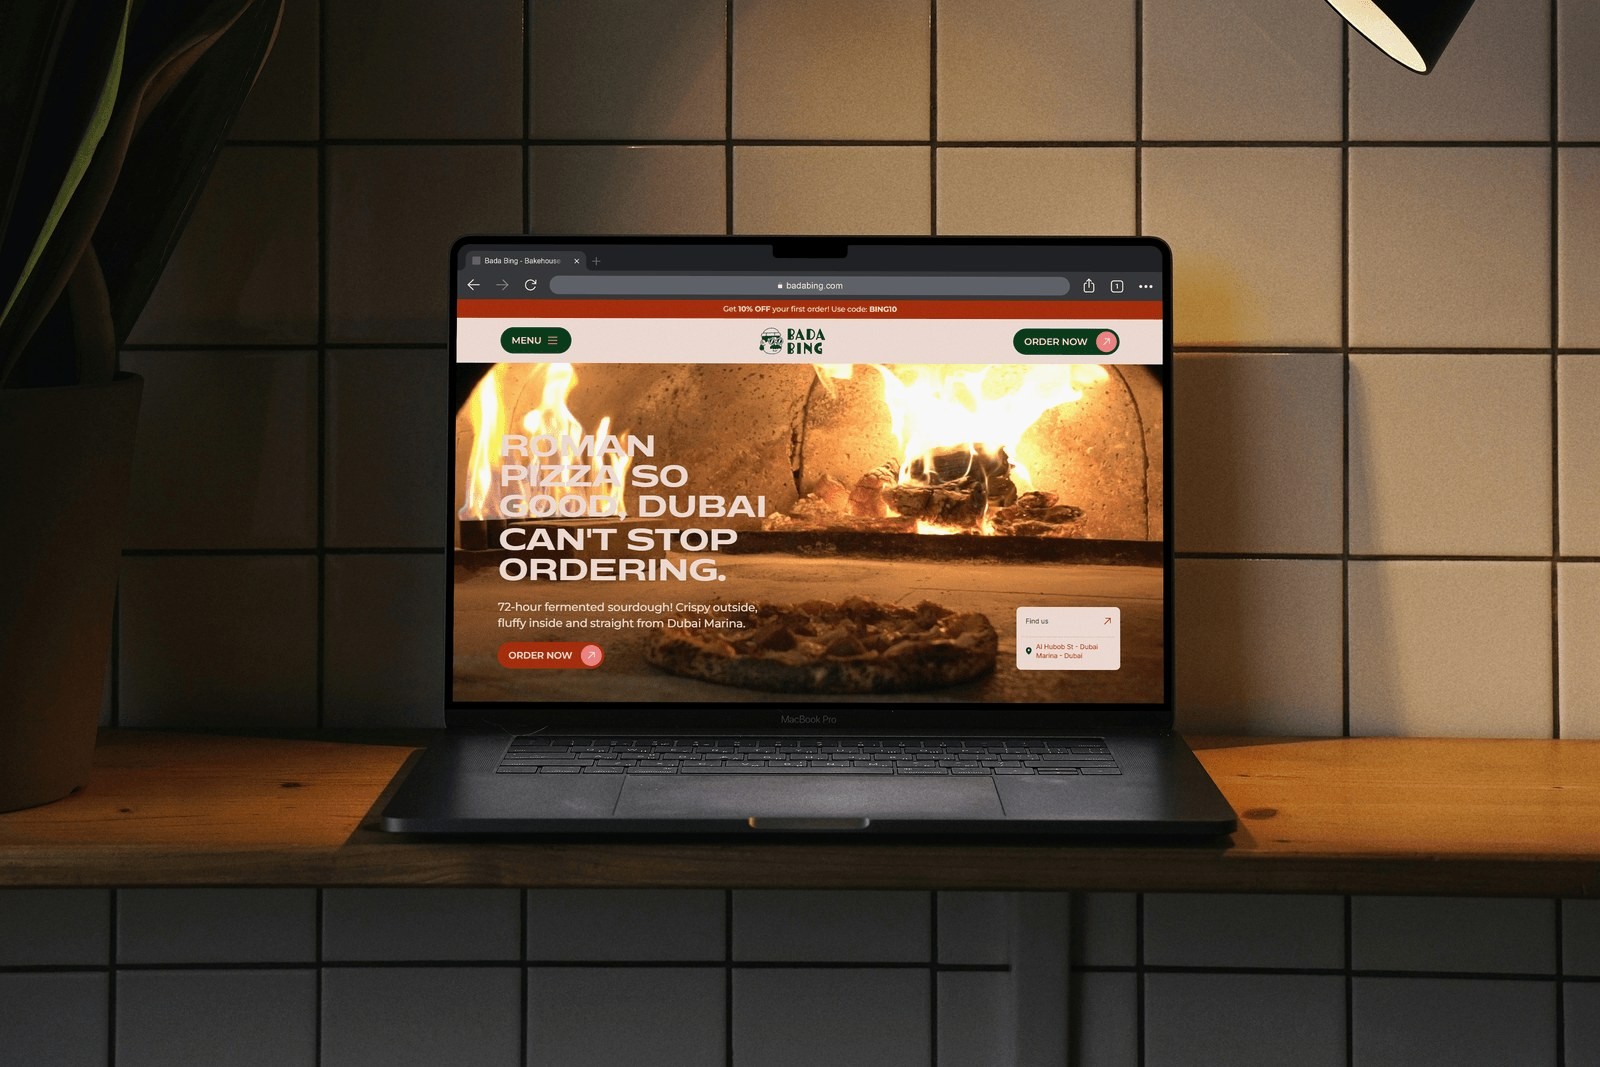 Bada Bing - Bakehouse
badabing.com
1
Get 10% OFF your first order! Use code: BING10
MENU
BADA
BING
ORDER NOW
ROMAN
PIZZA SO
GOOD, DUBAI
CAN'T STOP
ORDERING.
72-hour fermented sourdough! Crispy outside,
fluffy inside and straight from Dubai Marina.
ORDER NOW
Find us
Al Hubob St - Dubai
Marina - Dubai
MacBook Pro